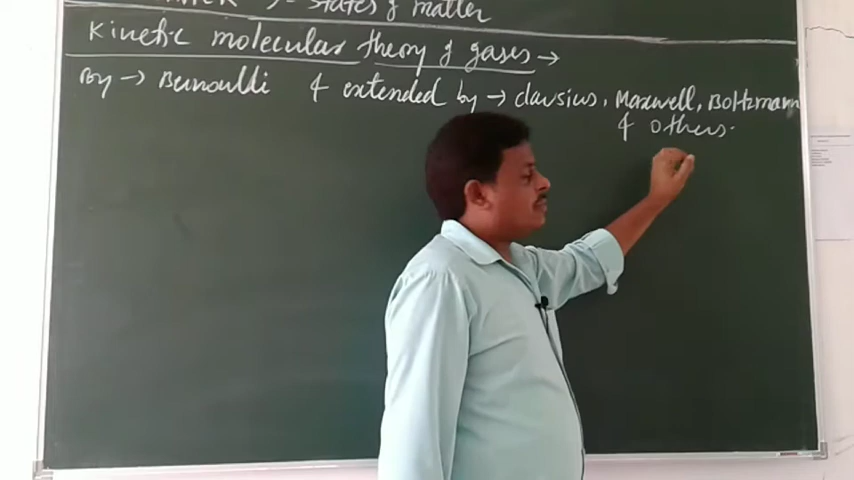 :- States of matter
Kinetic molecular theory of gases →
By → Bernoulli & extended by → clausius, Maxwell, Boltzmann
& others.